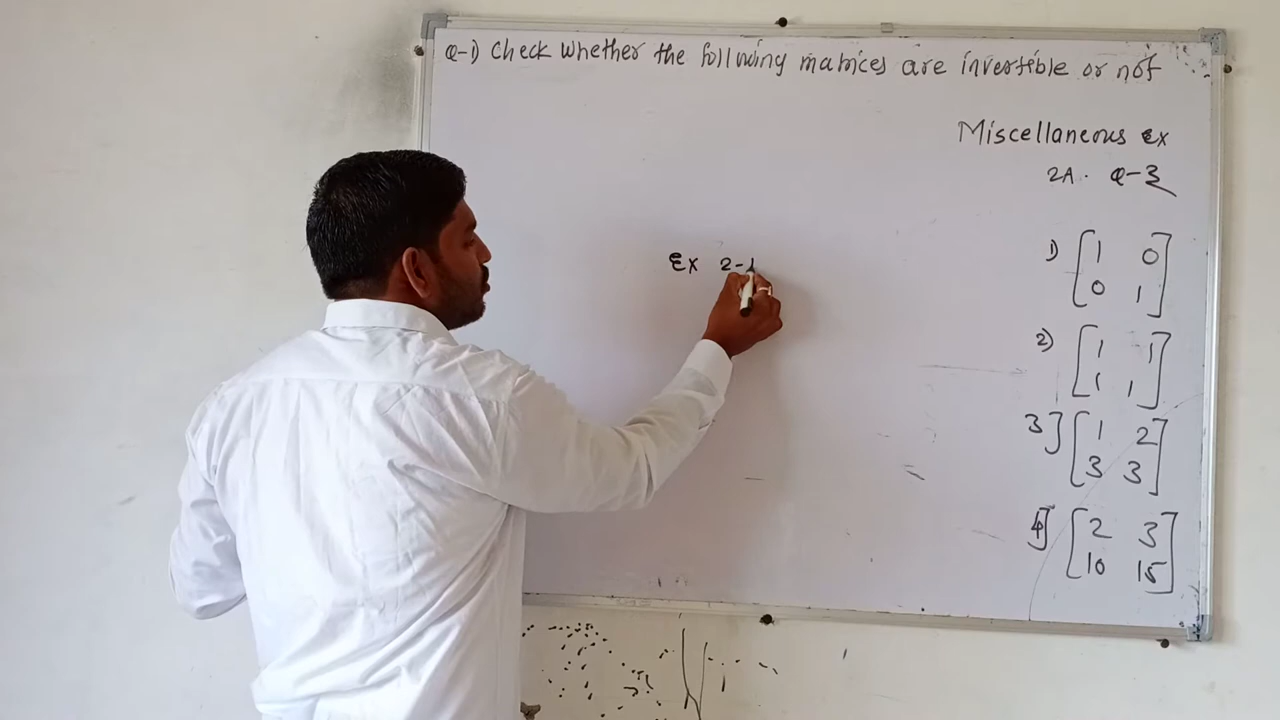 Q-1) Check whether the following matrices are invertible or not
Miscellaneous Ex
2A. Q-3
Ex 2-1
1) [1 0
0 1]
2) [1 1
1 1]
3] [1 2
3 3]
4] [2 3
10 15]